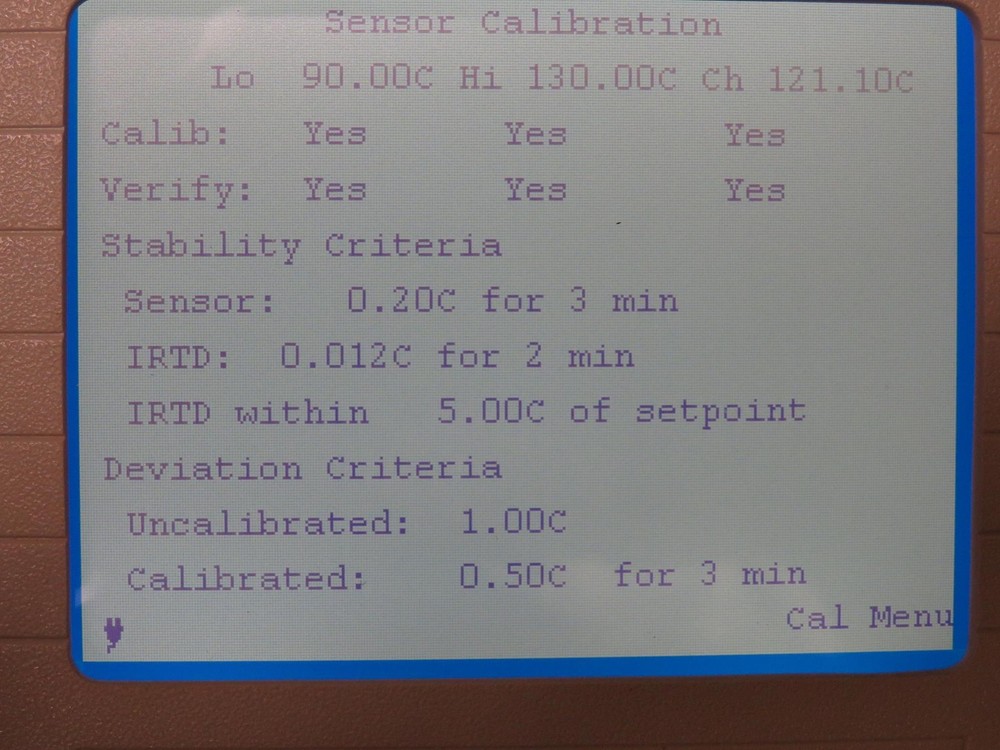 Sensor Calibration
Lo 90.00C Hi 130.00C Ch 121.10C
Calib: Yes Yes Yes
Verify: Yes Yes Yes
Stability Criteria
Sensor: 0.20C for 3 min
IRTD: 0.012C for 2 min
IRTD within 5.00C of setpoint
Deviation Criteria
Uncalibrated: 1.00C
Calibrated: 0.50C for 3 min
Cal Menu